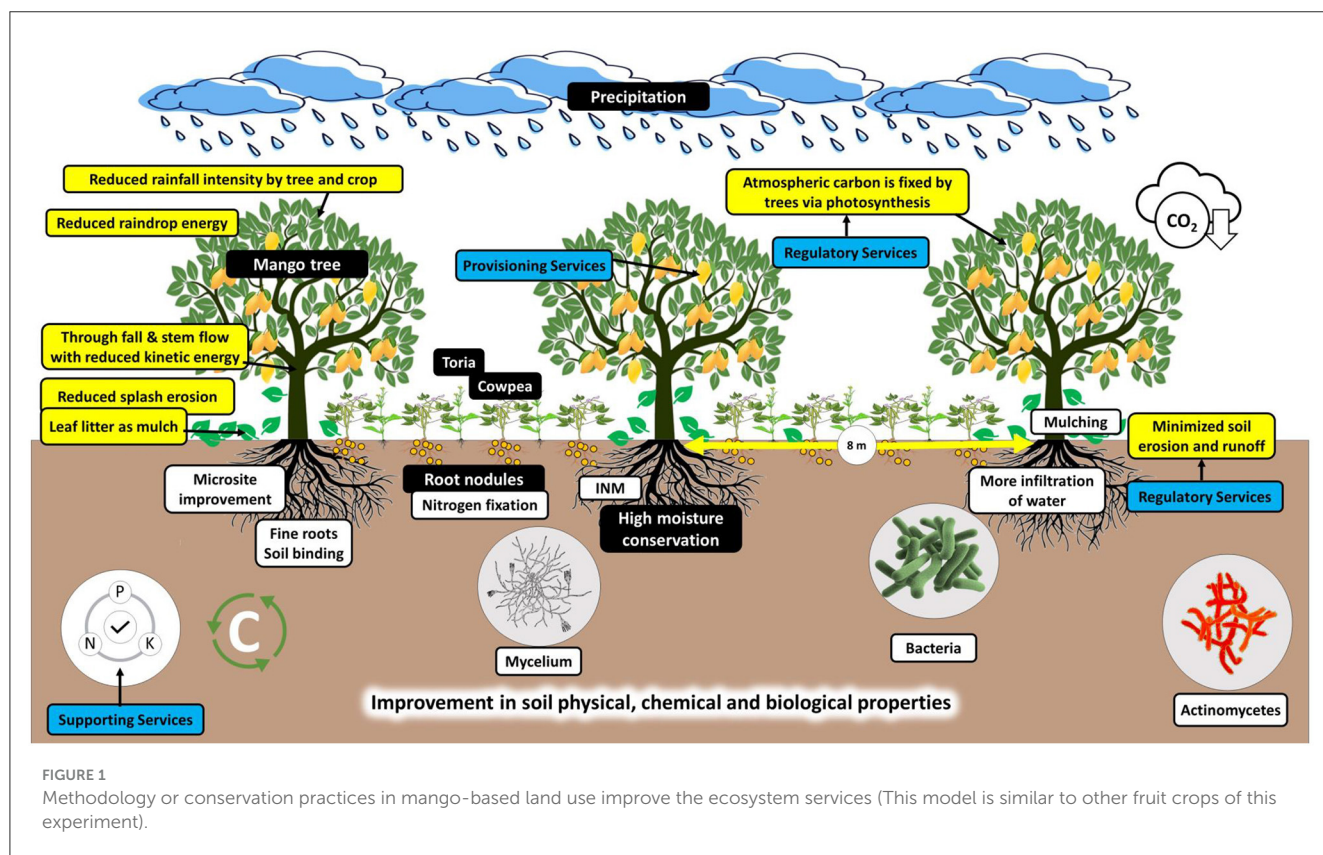 Precipitation
Reduced rainfall intensity by tree and crop
Reduced raindrop energy
Mango tree
Atmospheric carbon is fixed by
trees via photosynthesis
CO₂
Provisioning Services
Regulatory Services
Through fall & stem flow
with reduced kinetic energy
Toria
Cowpea
Reduced splash erosion
Leaf litter as mulch
Mulching
Minimized soil
erosion and runoff
8 m
Microsite
improvement
Root nodules
Nitrogen fixation
INM
More infiltration
of water
Regulatory Services
Fine roots
Soil binding
High moisture
conservation
P
N
K
C
Mycelium
Bacteria
Supporting Services
Improvement in soil physical, chemical and biological properties
Actinomycetes
FIGURE 1
Methodology or conservation practices in mango-based land use improve the ecosystem services (This model is similar to other fruit crops of this
experiment).